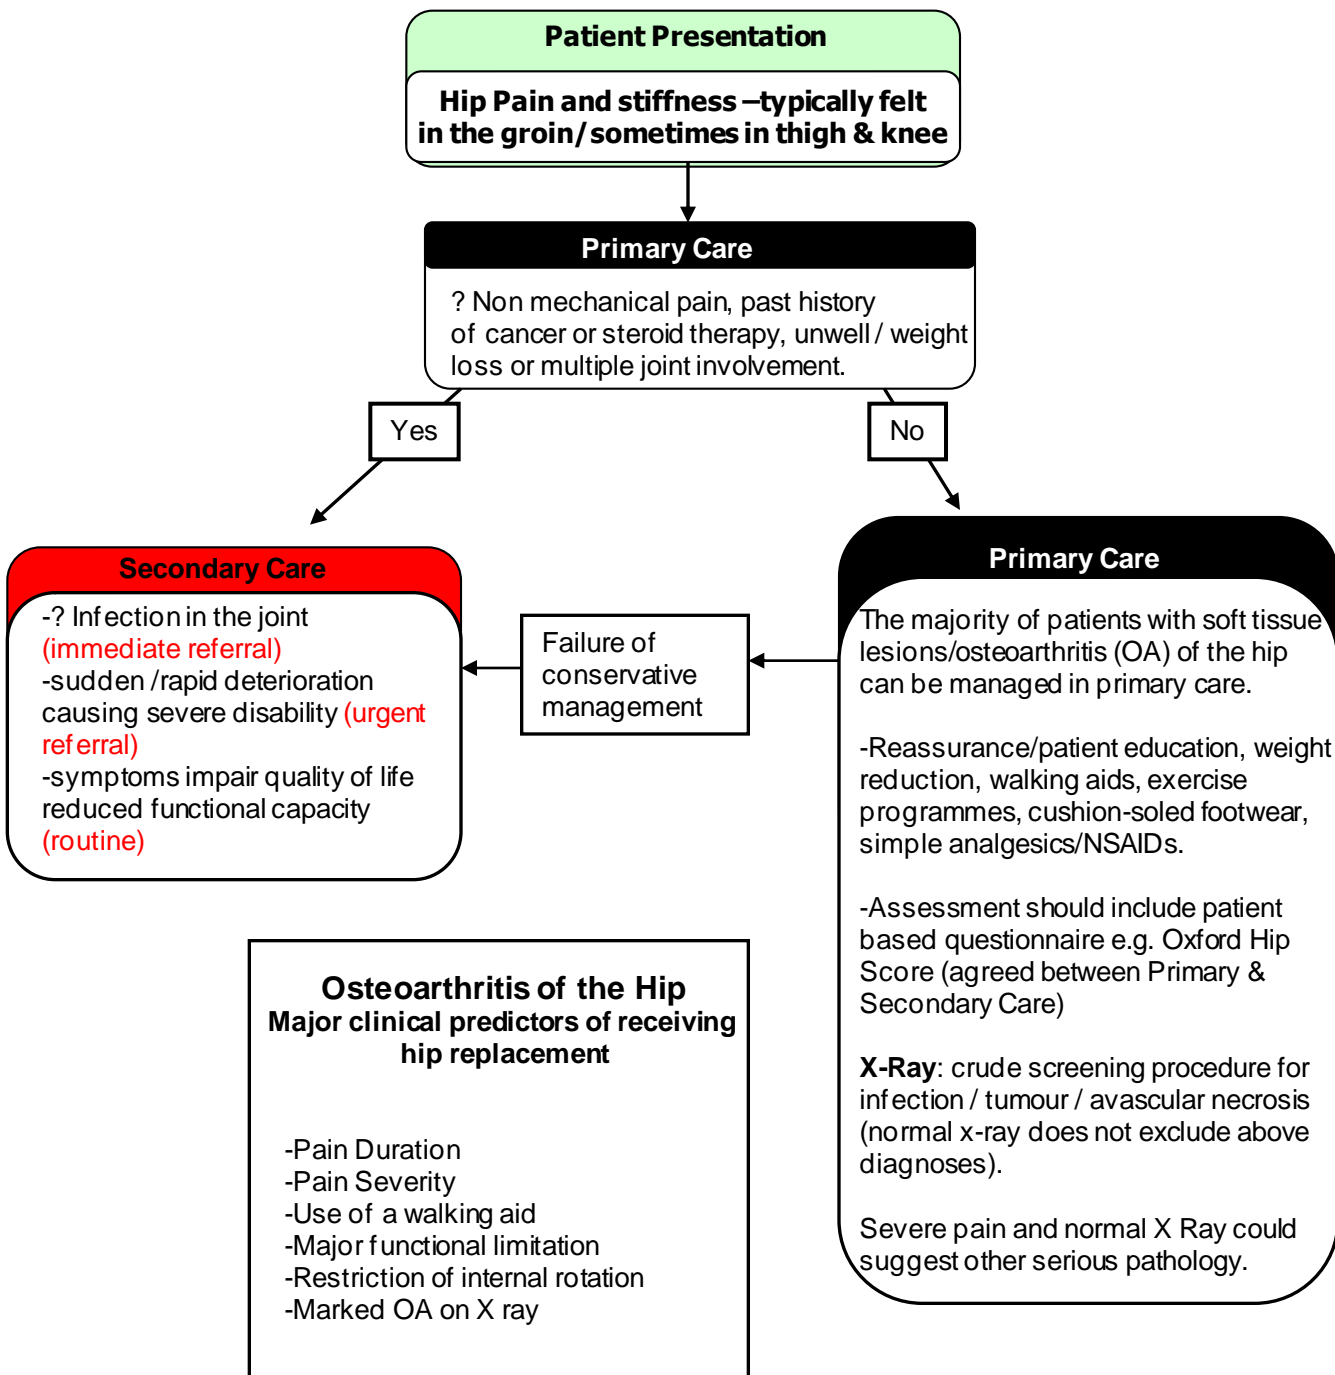 Patient Presentation
Hip Pain and stiffness –typically felt
in the groin/ sometimes in thigh & knee
Primary Care
? Non mechanical pain, past history
of cancer or steroid therapy, unwell / weight
loss or multiple joint involvement.
Yes
No
Secondary Care
-? Infection in the joint
(immediate referral)
-sudden /rapid deterioration
causing severe disability (urgent
referral)
-symptoms impair quality of life
reduced functional capacity
(routine)
Failure of
conservative
management
Primary Care
The majority of patients with soft tissue
lesions/osteoarthritis (OA) of the hip
can be managed in primary care.
-Reassurance/patient education, weight
reduction, walking aids, exercise
programmes, cushion-soled footwear,
simple analgesics/NSAIDs.
-Assessment should include patient
based questionnaire e.g. Oxford Hip
Score (agreed between Primary &
Secondary Care)
X-Ray: crude screening procedure for
infection / tumour / avascular necrosis
(normal x-ray does not exclude above
diagnoses).
Severe pain and normal X Ray could
suggest other serious pathology.
Osteoarthritis of the Hip
Major clinical predictors of receiving
hip replacement
-Pain Duration
-Pain Severity
-Use of a walking aid
-Major functional limitation
-Restriction of internal rotation
-Marked OA on X ray